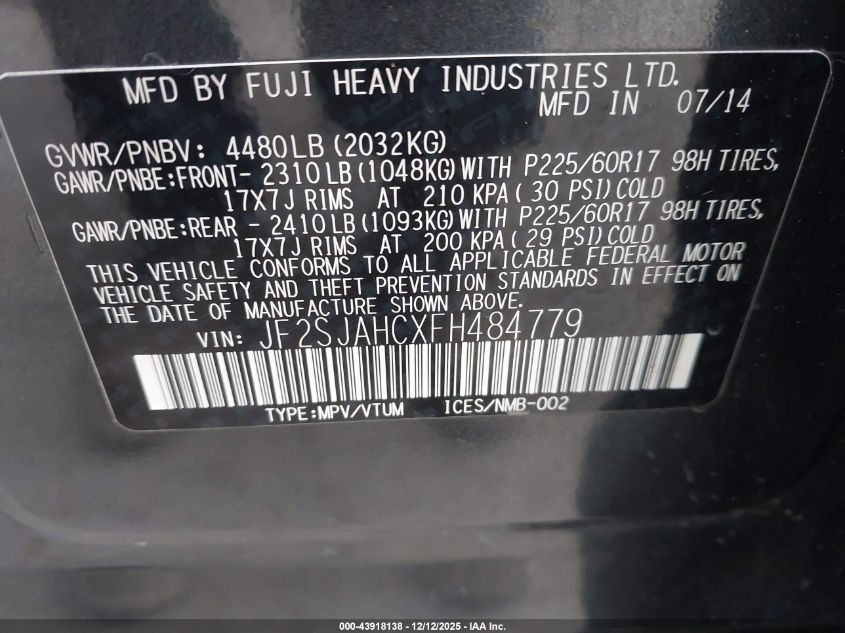 MFD BY FUJI HEAVY INDUSTRIES LTD.
MFD IN 07/14
GVWR/PNBV: 4480LB (2032KG)
GAWR/PNBE:FRONT- 2310LB (1048KG) WITH P225/60R17 98H TIRES,
17X7J RIMS AT 210 KPA ( 30 PSI) COLD
GAWR/PNBE:REAR - 2410LB (1093KG) WITH P225/60R17 98H TIRES,
17X7J RIMS AT 200 KPA ( 29 PSI) COLD
THIS VEHICLE CONFORMS TO ALL APPLICABLE FEDERAL MOTOR
VEHICLE SAFETY AND THEFT PREVENTION STANDARDS IN EFFECT ON
THE DATE OF MANUFACTURE SHOWN ABOVE.
VIN: JF2SJAHCXFH484779
TYPE:MPV/VTUM ICES/NMB-002
000-43918138 - 12/12/2025 - IAA Inc.